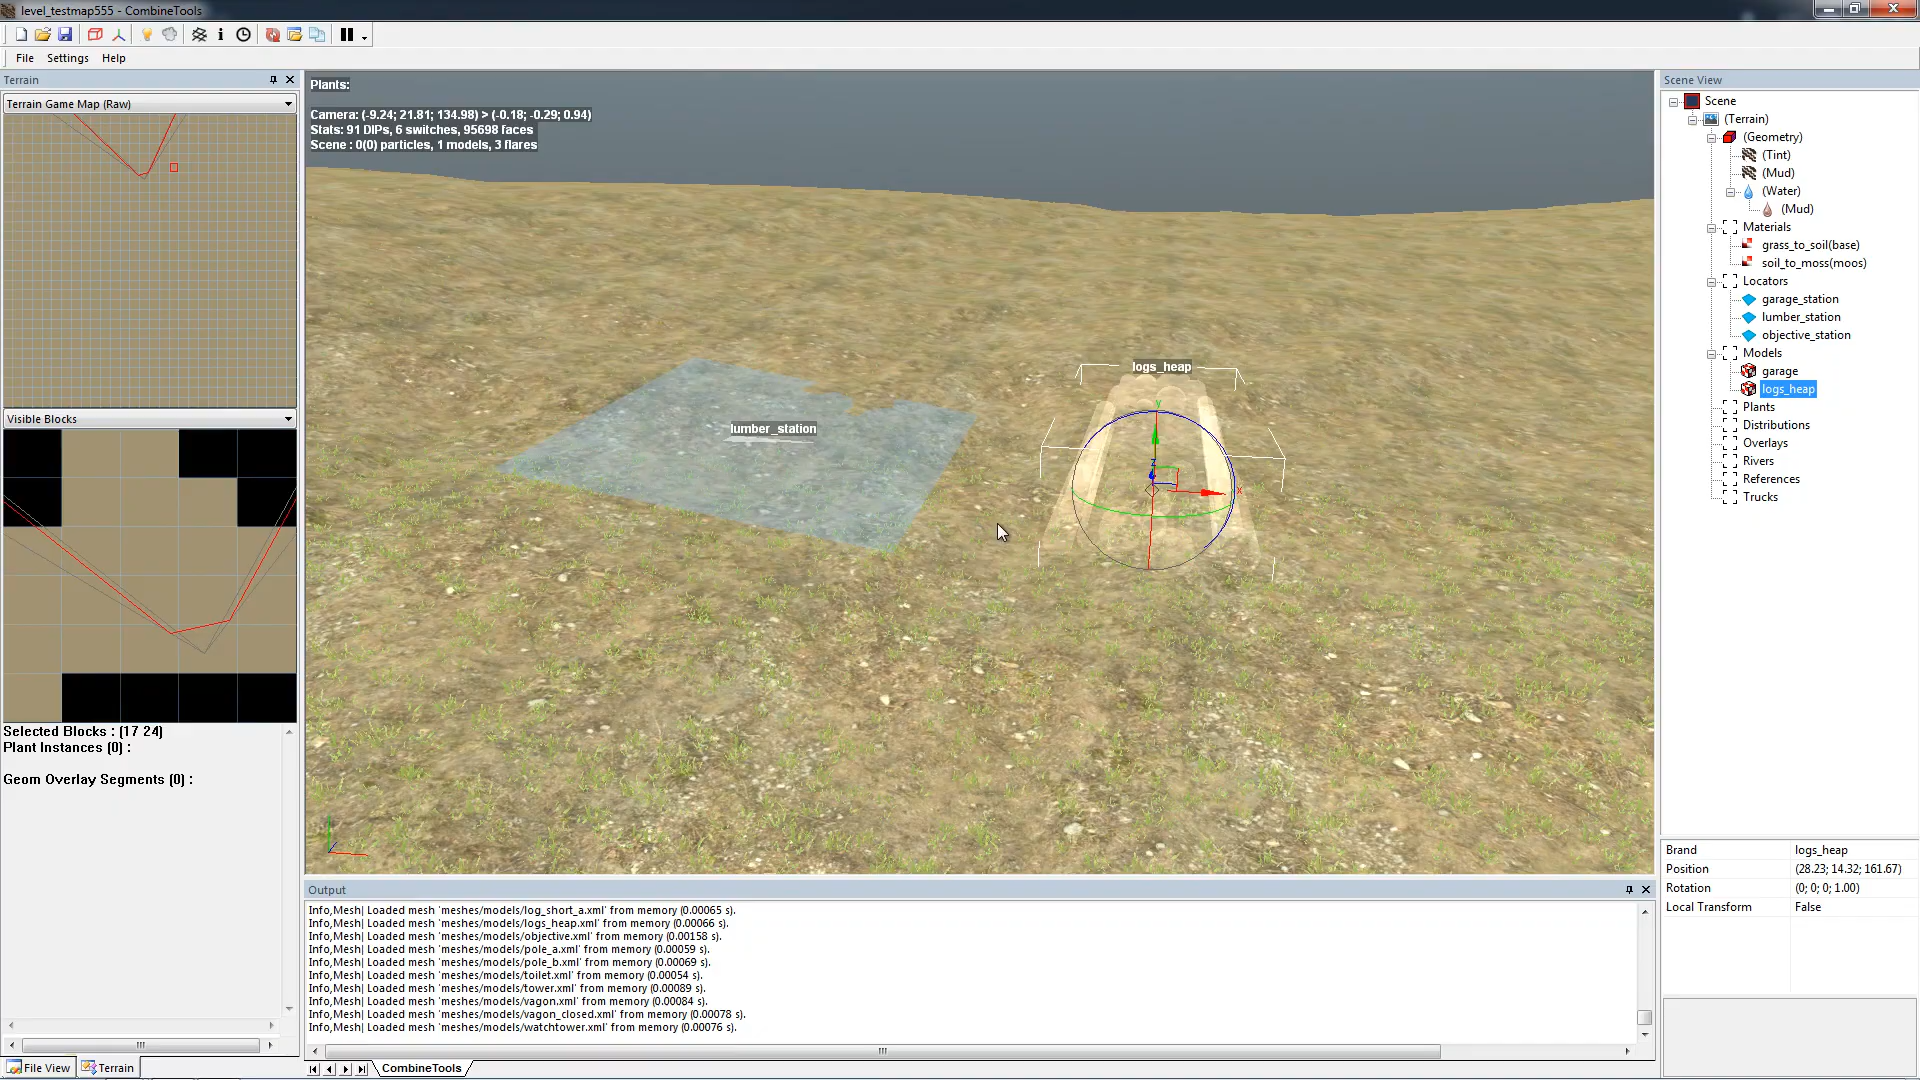 level_testmap555 - CombineTools
File Settings Help
Terrain
Terrain Game Map (Raw)
Visible Blocks
Selected Blocks : (17 24)
Plant Instances (0) :
Geom Overlay Segments (0) :
File View
Terrain
Plants:
Camera: (-9.24; 21.81; 134.98) > (-0.18; -0.29; 0.94)
Stats: 91 DIPs, 6 switches, 95698 faces
Scene : 0(0) particles, 1 models, 3 flares
logs_heap
lumber_station
y
z
x
Output
Info,Mesh| Loaded mesh 'meshes/models/log_short_a.xml' from memory (0.00065 s).
Info,Mesh| Loaded mesh 'meshes/models/logs_heap.xml' from memory (0.00066 s).
Info,Mesh| Loaded mesh 'meshes/models/objective.xml' from memory (0.00158 s).
Info,Mesh| Loaded mesh 'meshes/models/pole_a.xml' from memory (0.00059 s).
Info,Mesh| Loaded mesh 'meshes/models/pole_b.xml' from memory (0.00069 s).
Info,Mesh| Loaded mesh 'meshes/models/toilet.xml' from memory (0.00054 s).
Info,Mesh| Loaded mesh 'meshes/models/tower.xml' from memory (0.00089 s).
Info,Mesh| Loaded mesh 'meshes/models/vagon.xml' from memory (0.00084 s).
Info,Mesh| Loaded mesh 'meshes/models/vagon_closed.xml' from memory (0.00078 s).
Info,Mesh| Loaded mesh 'meshes/models/watchtower.xml' from memory (0.00076 s).
CombineTools
Scene View
Scene
(Terrain)
(Geometry)
(Tint)
(Mud)
(Water)
(Mud)
Materials
grass_to_soil(base)
soil_to_moss(moos)
Locators
garage_station
lumber_station
objective_station
Models
garage
logs_heap
Plants
Distributions
Overlays
Rivers
References
Trucks
Brand logs_heap
Position (28.23; 14.32; 161.67)
Rotation (0; 0; 0; 1.00)
Local Transform False